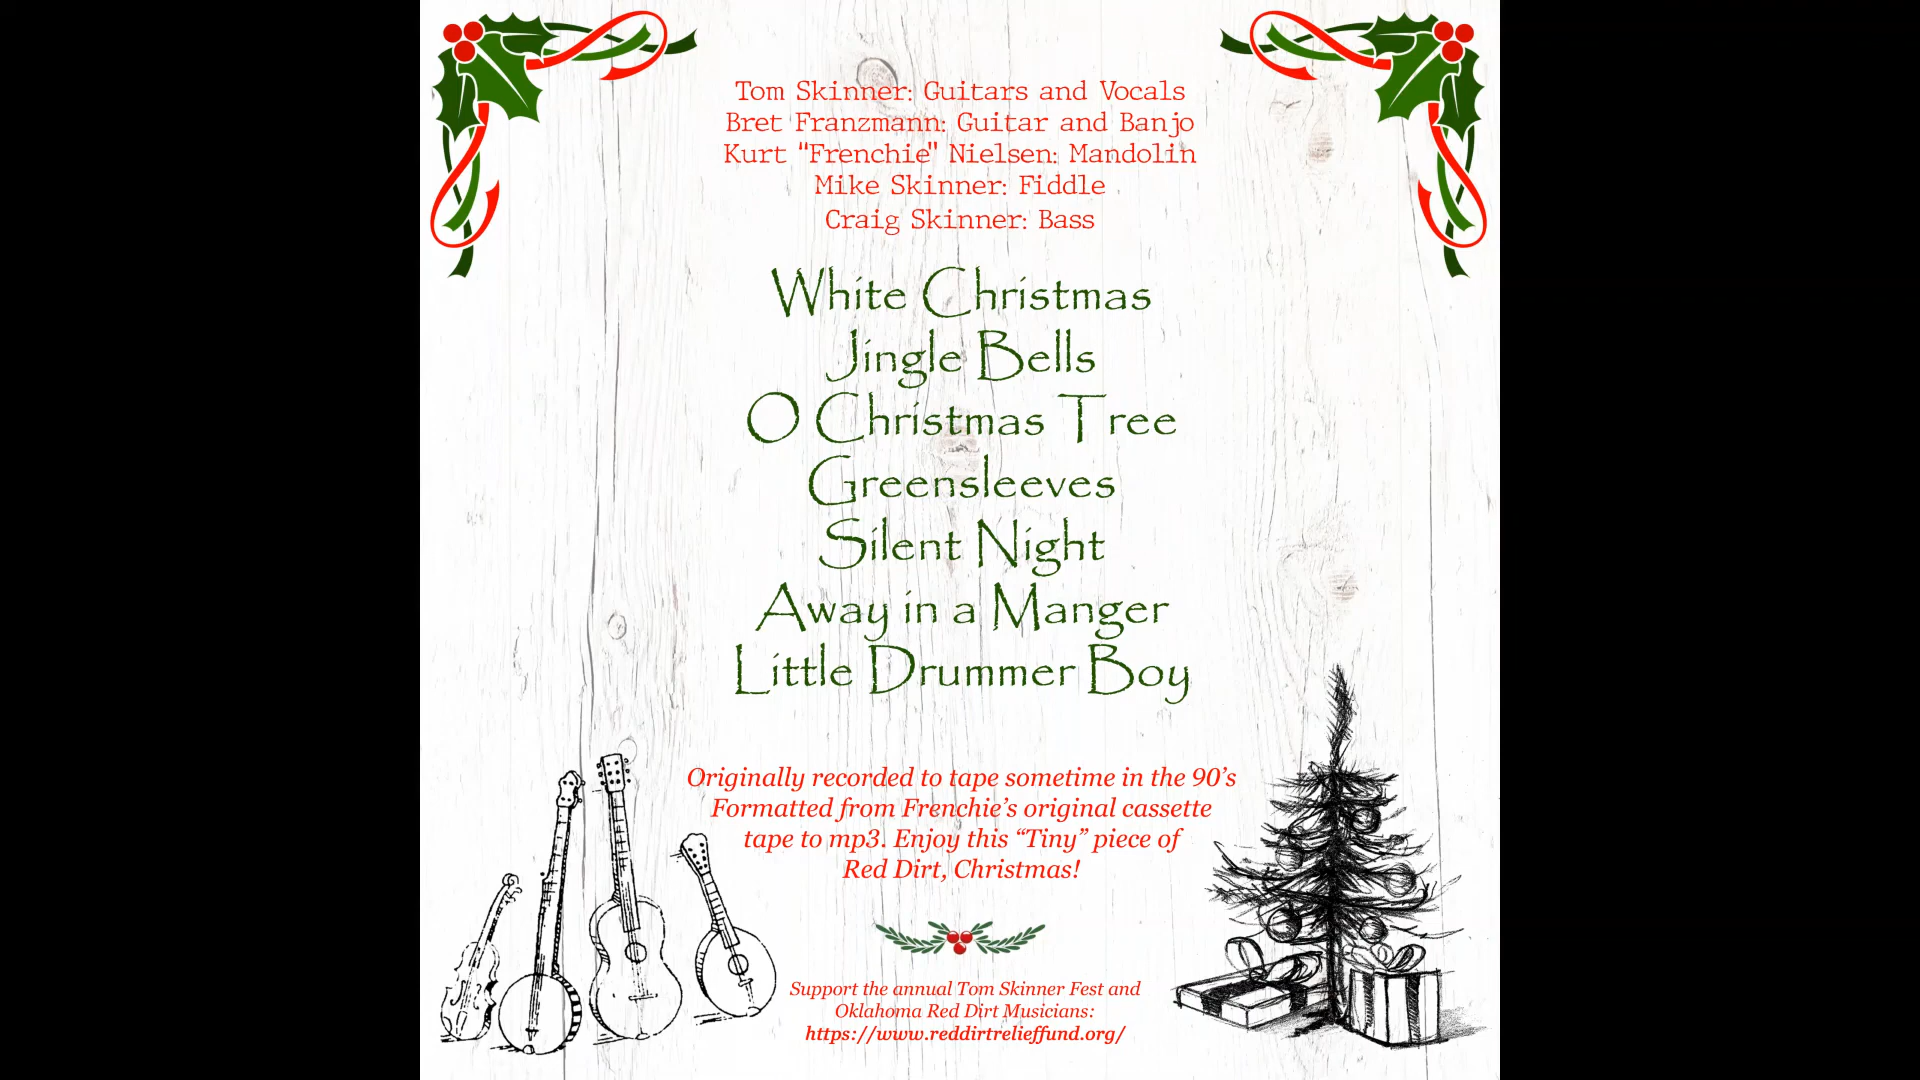 Tom Skinner: Guitars and Vocals
Bret Franzmann: Guitar and Banjo
Kurt "Frenchie" Nielsen: Mandolin
Mike Skinner: Fiddle
Craig Skinner: Bass
White Christmas
Jingle Bells
O Christmas Tree
Greensleeves
Silent Night
Away in a Manger
Little Drummer Boy
Originally recorded to tape sometime in the 90’s
Formatted from Frenchie’s original cassette
tape to mp3. Enjoy this “Tiny” piece of
Red Dirt, Christmas!
Support the annual Tom Skinner Fest and
Oklahoma Red Dirt Musicians:
https://www.reddirtrelieffund.org/